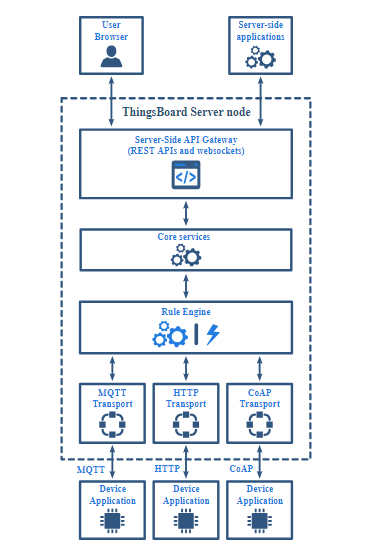 User
Browser
Server-side
applications
ThingsBoard Server node
Server-Side API Gateway
(REST APIs and websockets)
</>
Core services
Rule Engine
MQTT
Transport
HTTP
Transport
CoAP
Transport
MQTT
HTTP
CoAP
Device
Application
Device
Application
Device
Application